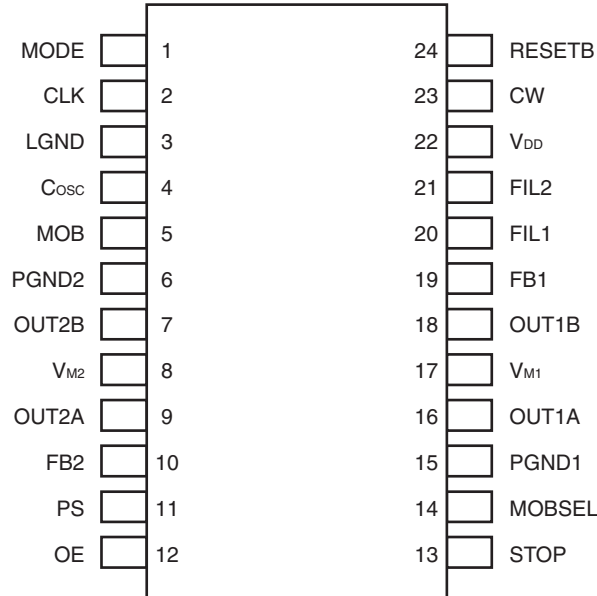 MODE 1 24 RESETB
CLK 2 23 CW
LGND 3 22 VDD
COSC 4 21 FIL2
MOB 5 20 FIL1
PGND2 6 19 FB1
OUT2B 7 18 OUT1B
VM2 8 17 VM1
OUT2A 9 16 OUT1A
FB2 10 15 PGND1
PS 11 14 MOBSEL
OE 12 13 STOP